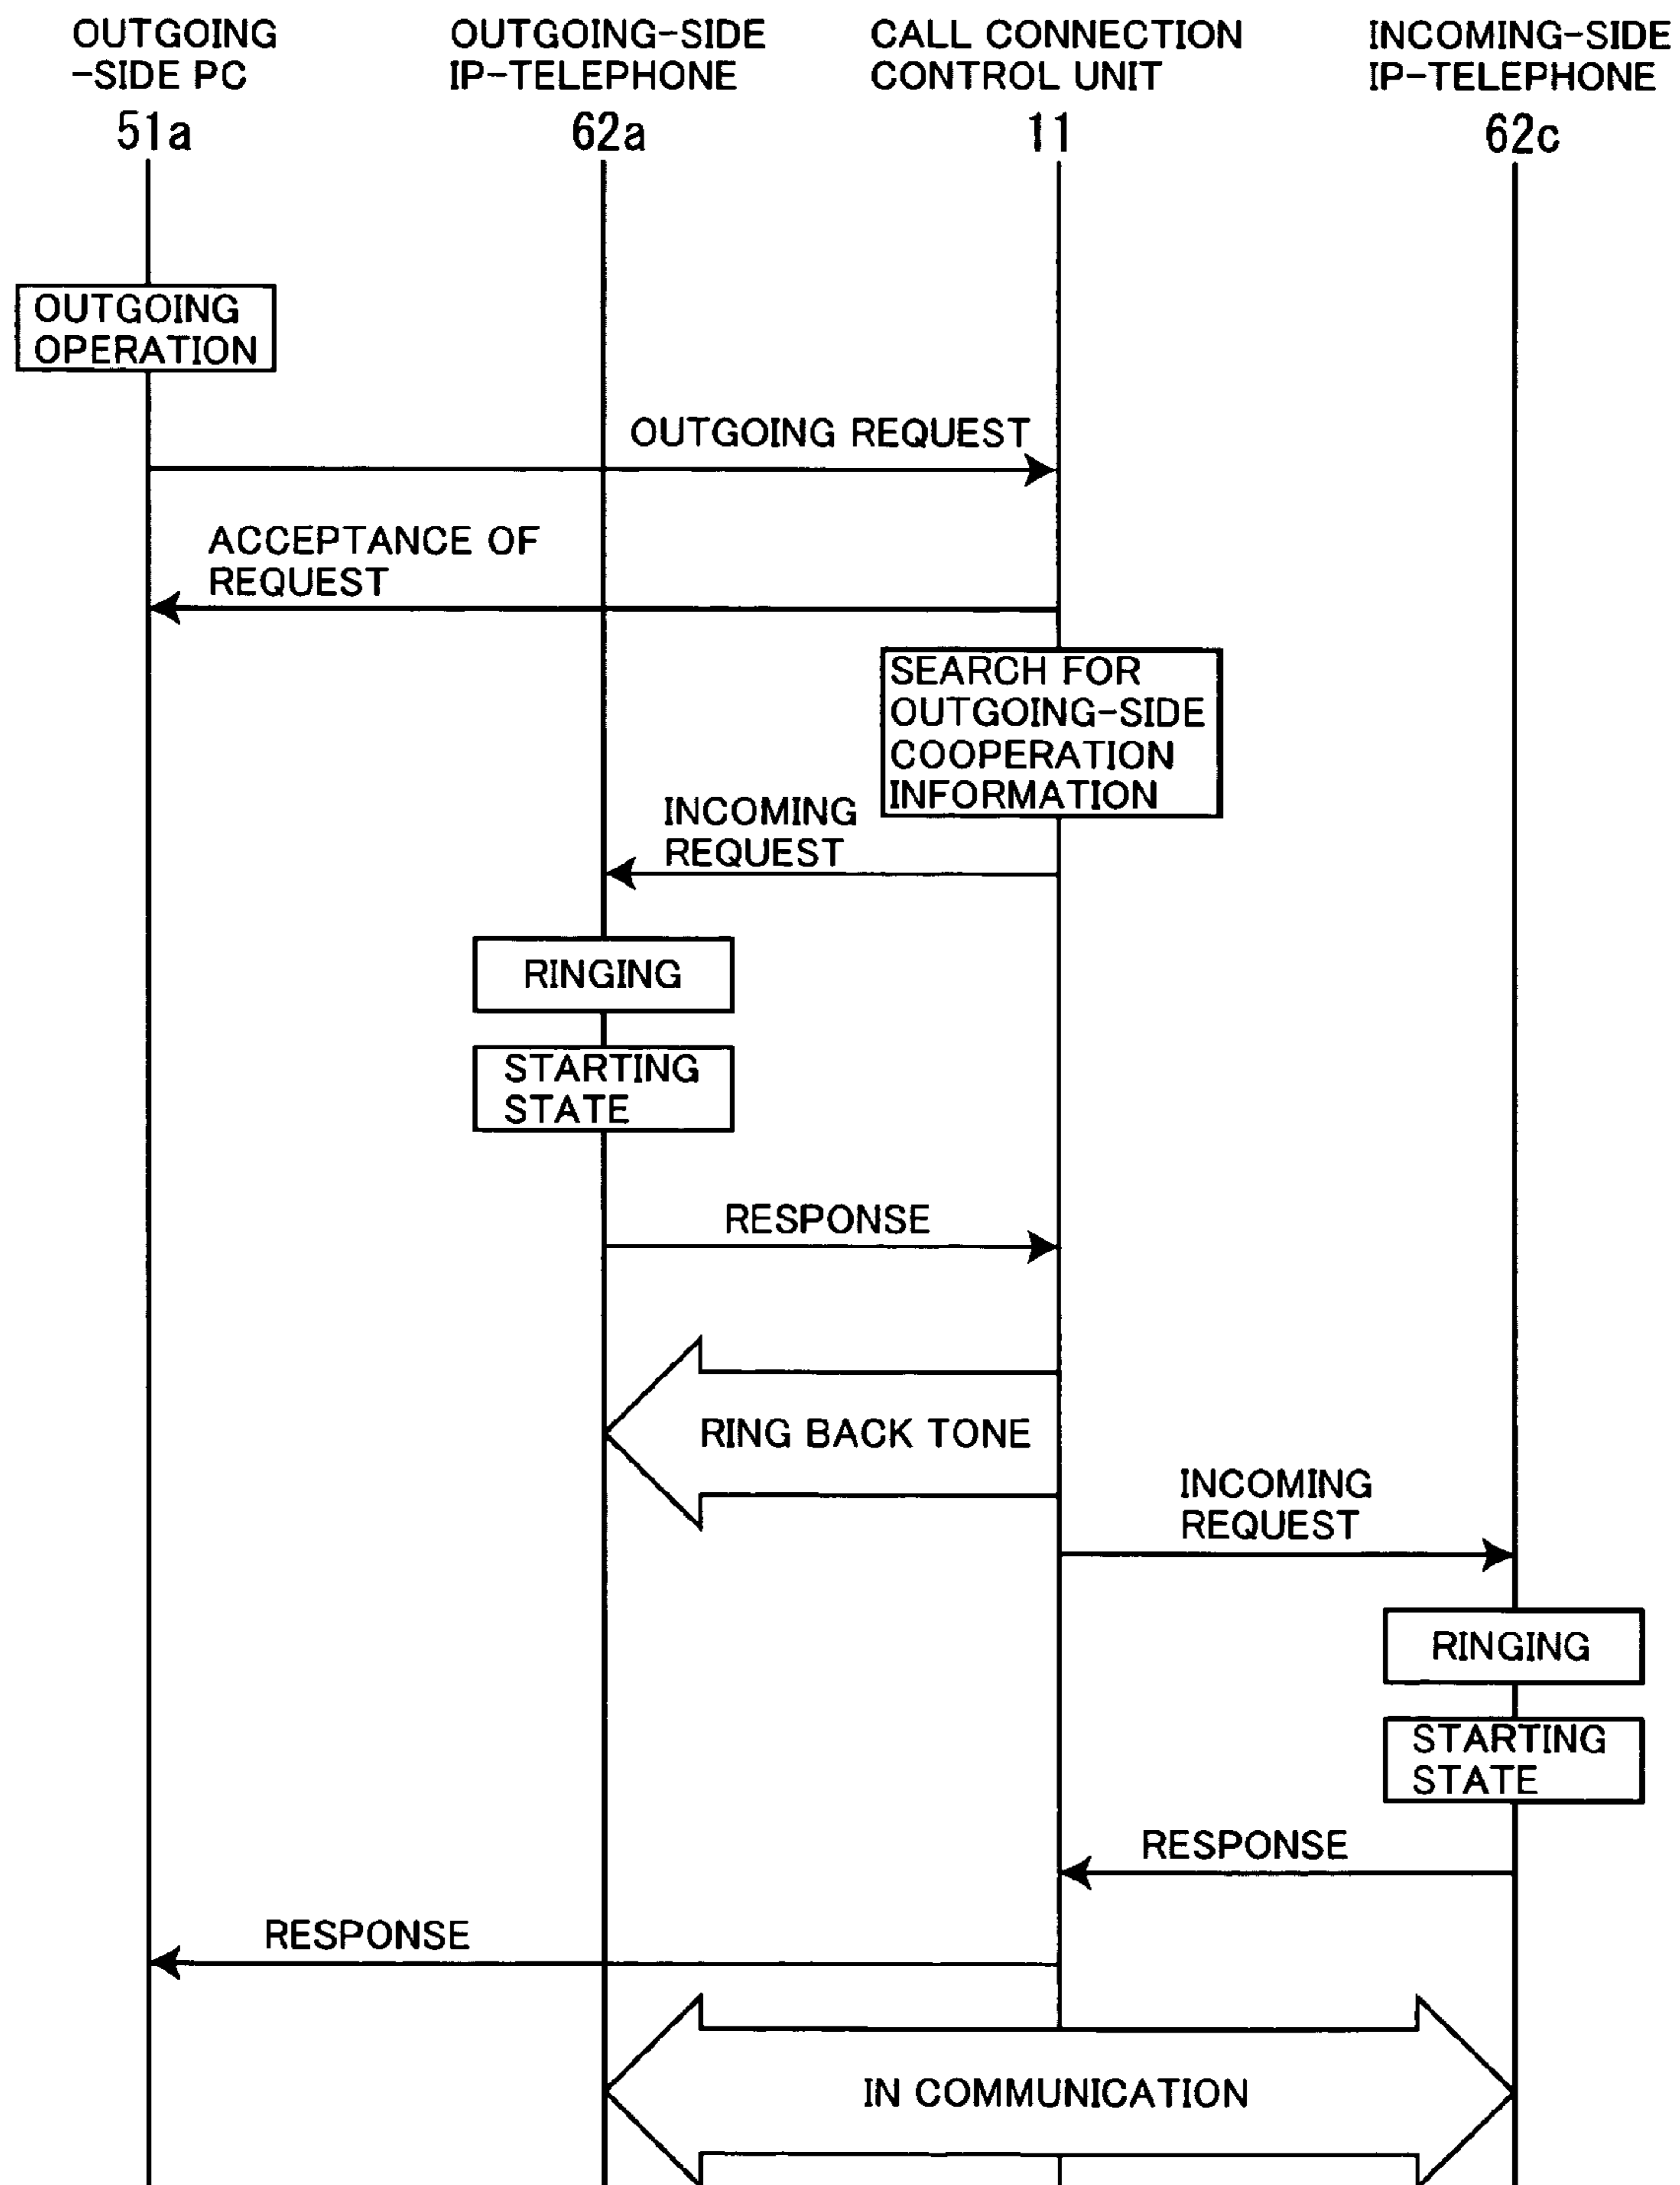 OUTGOING
-SIDE PC
51a
OUTGOING-SIDE
IP-TELEPHONE
62a
CALL CONNECTION
CONTROL UNIT
11
INCOMING-SIDE
IP-TELEPHONE
62c
OUTGOING
OPERATION
OUTGOING REQUEST
ACCEPTANCE OF
REQUEST
SEARCH FOR
OUTGOING-SIDE
COOPERATION
INFORMATION
INCOMING
REQUEST
RINGING
STARTING
STATE
RESPONSE
RING BACK TONE
INCOMING
REQUEST
RINGING
STARTING
STATE
RESPONSE
RESPONSE
IN COMMUNICATION